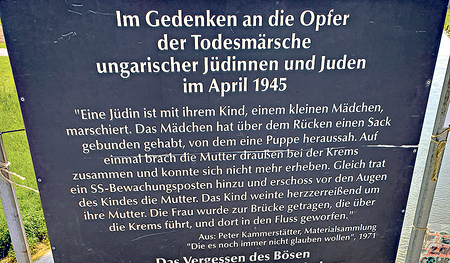 Im Gedenken an die Opfer
der Todesmärsche
ungarischer Jüdinnen und Juden
im April 1945
"Eine Jüdin ist mit ihrem Kind, einem kleinen Mädchen,
marschiert. Das Mädchen hat über dem Rücken einen Sack
gebunden gehabt, von dem eine Puppe heraussah. Auf
einmal brach die Mutter draußen bei der Krems
zusammen und konnte sich nicht mehr erheben. Gleich trat
ein SS-Bewachungsposten hinzu und erschoss vor den Augen
des Kindes die Mutter. Das Kind weinte herzzerreißend um
ihre Mutter. Die Frau wurde zur Brücke getragen, die über
die Krems führt, und dort in den Fluss geworfen."
Aus: Peter Kammerstätter, Materialsammlung
"Die es noch immer nicht glauben wollen", 1971
Das Vergessen des Bösen